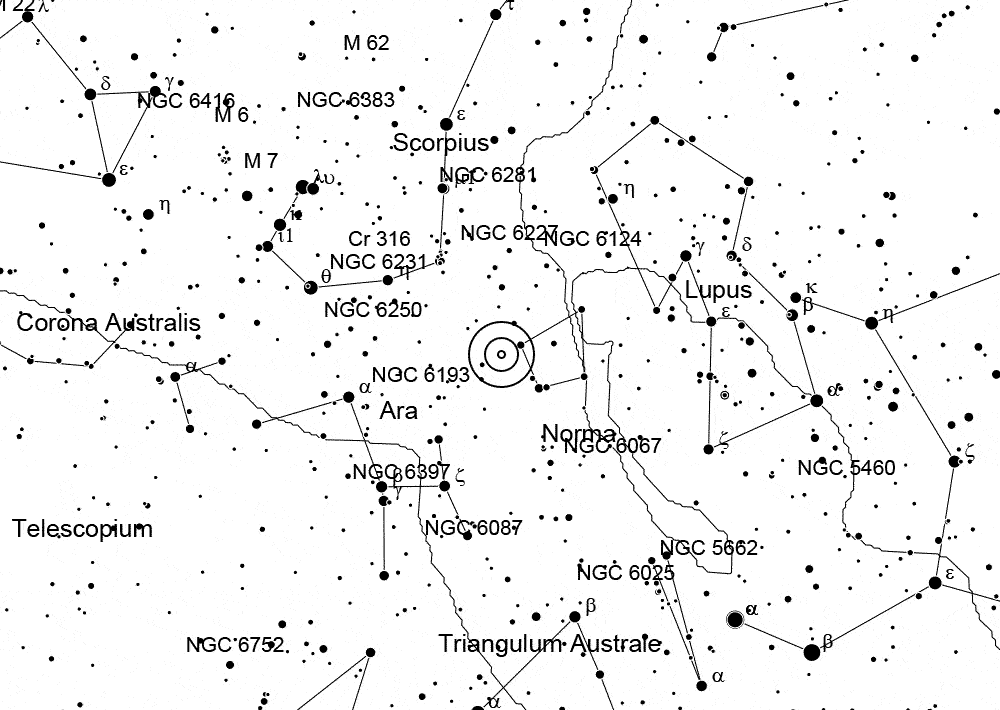 M 22 λ
τ
M 62
δ
γ
NGC 6416
NGC 6383
M 6
ε
Scorpius
M 7
ε
NGC 6281
μ1
λυ
η
η
κ
ι1
Cr 316
NGC 6227
NGC 6124
γ
δ
NGC 6231
η
θ
Lupus
κ
β
NGC 6250
Corona Australis
ε
η
α
NGC 6193
α
Ara
α
Norma
NGC 6067
ζ
ζ
NGC 5460
NGC 6397
β
γ
ζ
Telescopium
NGC 6087
NGC 5662
NGC 6025
ε
β
α
NGC 6752
Triangulum Australe
β
α
α